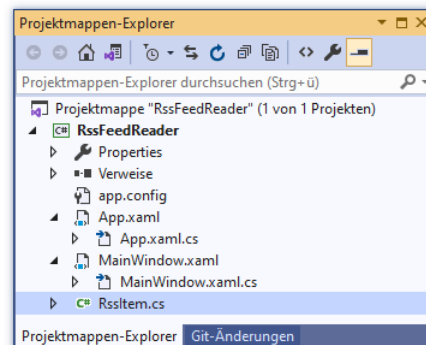 Projektmappen-Explorer
Projektmappen-Explorer durchsuchen (Strg+ü)
Projektmappe "RssFeedReader" (1 von 1 Projekten)
C# RssFeedReader
Properties
Verweise
app.config
App.xaml
App.xaml.cs
MainWindow.xaml
MainWindow.xaml.cs
C# RssItem.cs
Projektmappen-Explorer Git-Änderungen